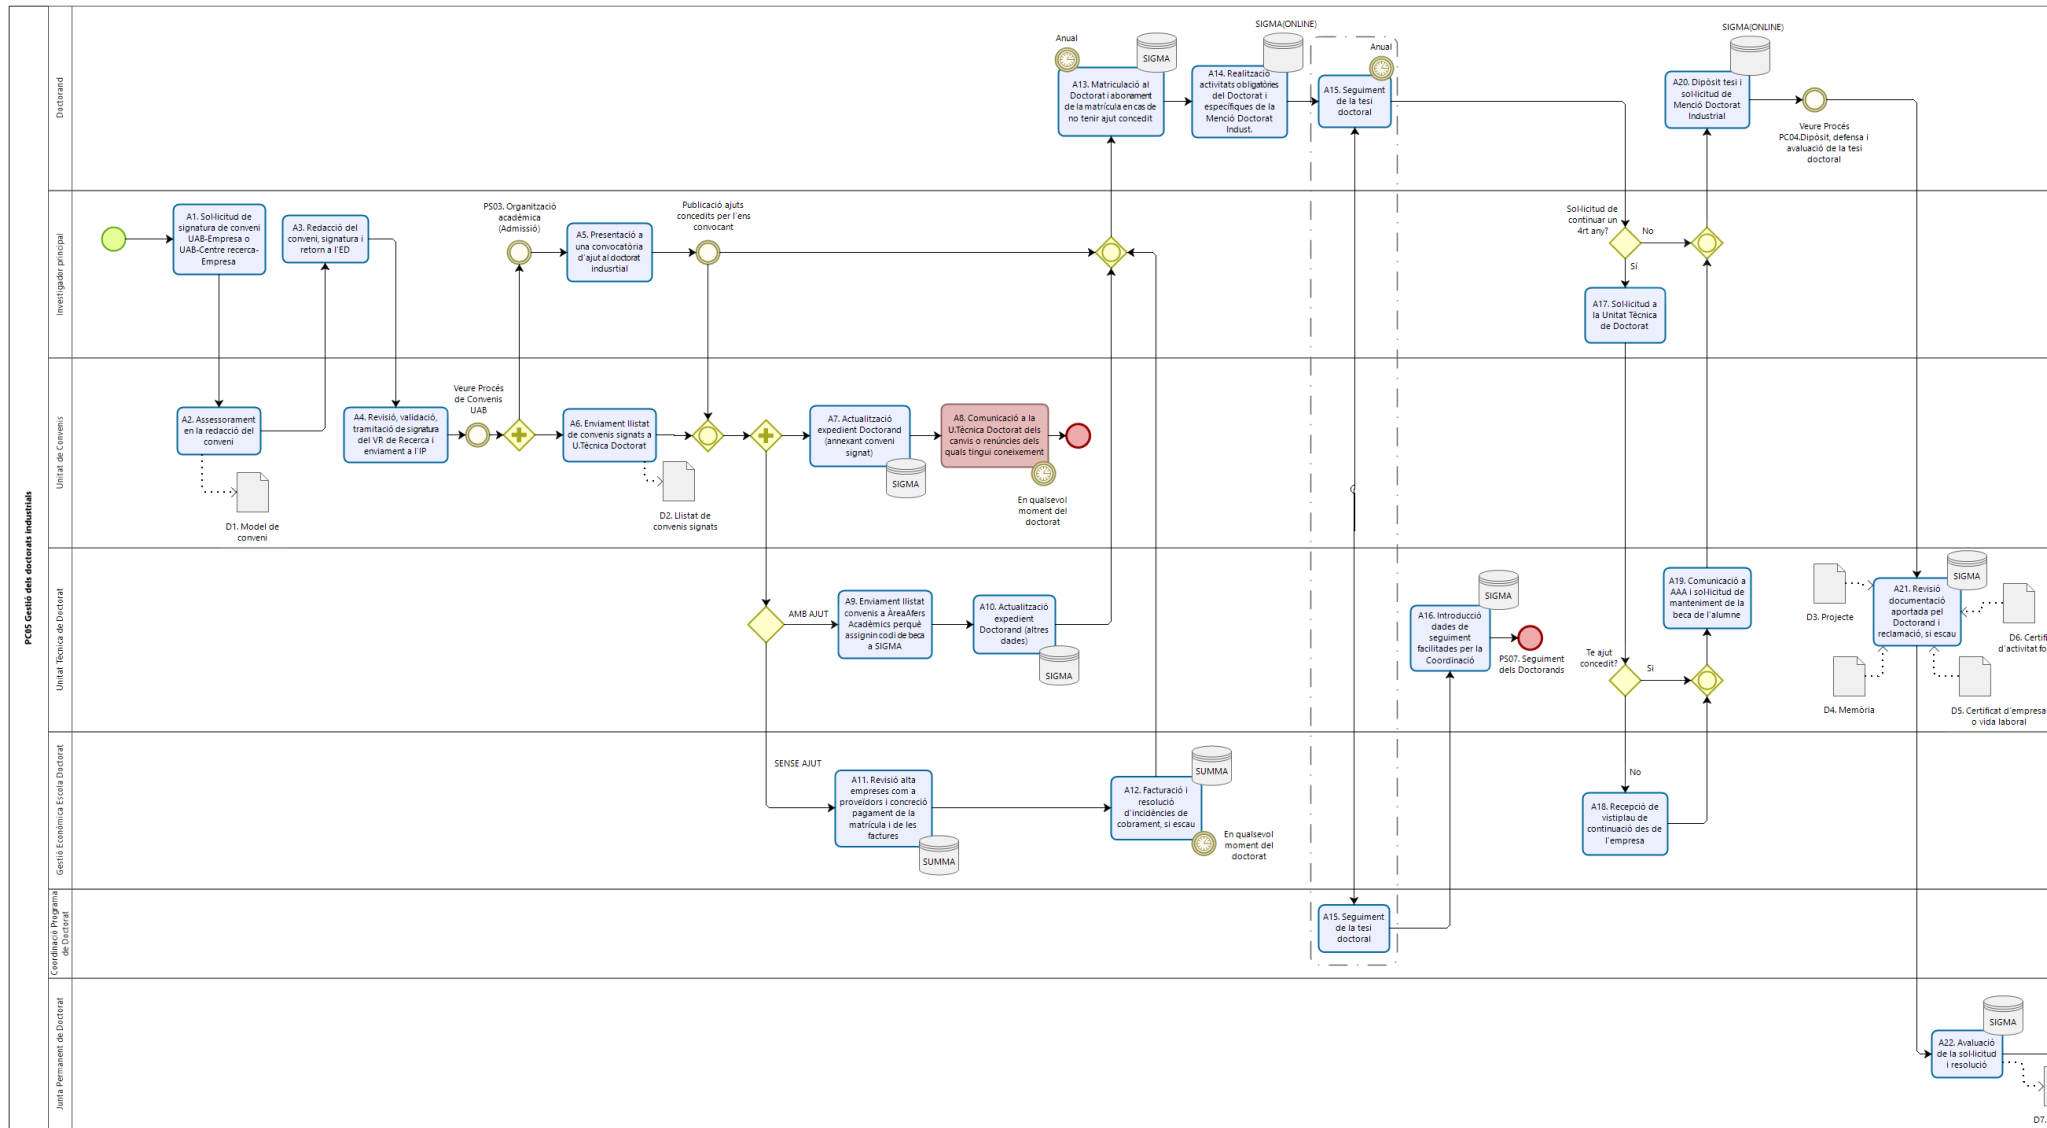 PC05 Gestió dels doctorats industrials
Doctorand
SIGMA(ONLINE)
SIGMA(ONLINE)
Anual
SIGMA
Anual
A13. Matriculació al
Doctorat i abonament
de la matrícula en cas de
no tenir ajut concedit
A14. Realització
activitats obligatòries
del Doctorat i
específiques de la
Menció Doctorat
Indust.
A15. Seguiment
de la tesi
doctoral
A20. Dipòsit tesi i
sol·licitud de
Menció Doctorat
Industrial
Veure Procés
PC04.Dipòsit, defensa i
avaluació de la tesi
doctoral
Investigador principal
A1. Sol·licitud de
signatura de conveni
UAB-Empresa o
UAB-Centre recerca-
Empresa
A3. Redacció del
conveni, signatura i
retorn a l'ED
PS03. Organització
acadèmica
(Admissió)
A5. Presentació a
una convocatòria
d'ajut al doctorat
indusrtial
Publicació ajuts
concedits per l'ens
convocant
Sol·licitud de
continuar un
4rt any?
No
Sí
A17. Sol·licitud a
la Unitat Tècnica
de Doctorat
Unitat de Convenis
A2. Assessorament
en la redacció del
conveni
D1. Model de
conveni
A4. Revisió, validació,
tramitació de signatura
del VR de Recerca i
enviament a l'IP
Veure Procés
de Convenis
UAB
A6. Enviament llistat
de convenis signats a
U.Tècnica Doctorat
D2. Llistat de
convenis signats
A7. Actualització
expedient Doctorand
(annexant conveni
signat)
SIGMA
A8. Comunicació a la
U.Tècnica Doctorat dels
canvis o renúncies dels
quals tingui coneixement
En qualsevol
moment del
doctorat
Unitat Tècnica de Doctorat
AMB AJUT
A9. Enviament llistat
convenis a ÀreaAfers
Acadèmics perquè
assignin codi de beca
a SIGMA
A10. Actualització
expedient
Doctorand (altres
dades)
SIGMA
SIGMA
A16. Introducció
dades de
seguiment
facilitades per la
Coordinació
PS07. Seguiment
dels Doctorands
Te ajut
concedit?
Si
No
A19. Comunicació a
AAA i sol·licitud de
manteniment de la
beca de l'alumne
D3. Projecte
D4. Memòria
SIGMA
A21. Revisió
documentació
aportada pel
Doctorand i
reclamació, si escau
D6. Certifi
d'activitat fo
D5. Certificat d'empresa
o vida laboral
Gestió Econòmica Escola Doctorat
SENSE AJUT
A11. Revisió alta
empreses com a
proveïdors i concreció
pagament de la
matrícula i de les
factures
SUMMA
SUMMA
A12. Facturació i
resolució
d'incidències de
cobrament, si escau
En qualsevol
moment del
doctorat
A18. Recepció de
vistiplau de
continuació des de
l'empresa
Coordinació Programa
de Doctorat
A15. Seguiment
de la tesi
doctoral
Junta Permanent de Doctorat
SIGMA
A22. Avaluació
de la sol·licitud
i resolució
D7.